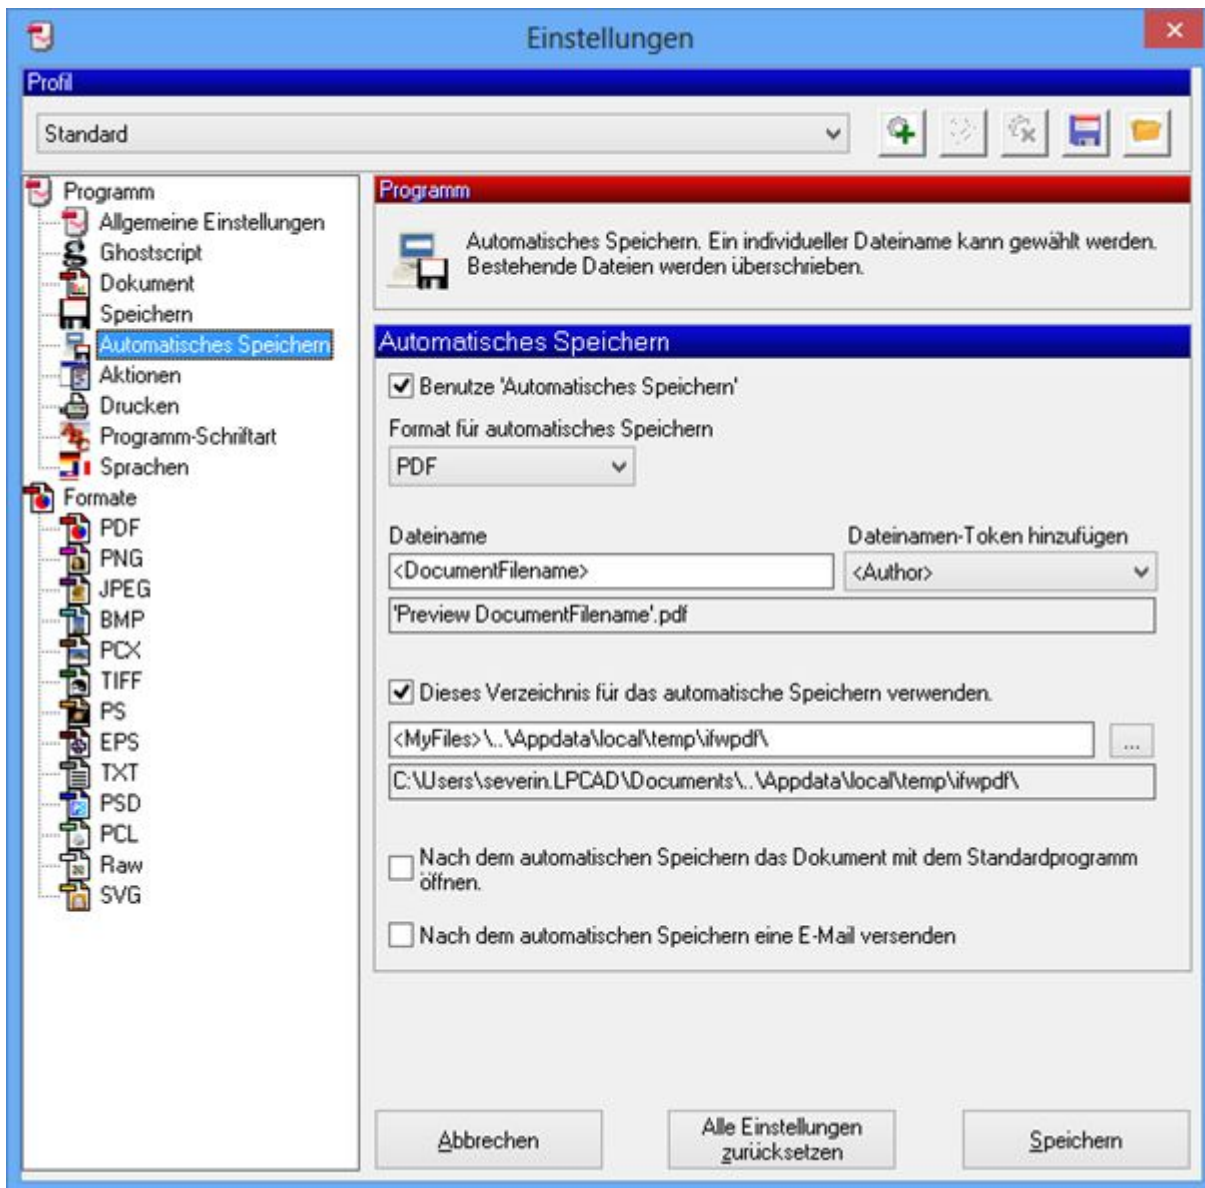 Einstellungen
Profil
Standard
Programm
Allgemeine Einstellungen
Ghostscript
Dokument
Speichern
Automatisches Speichern
Aktionen
Drucken
Programm-Schriftart
Sprachen
Formate
PDF
PNG
JPEG
BMP
PCX
TIFF
PS
EPS
TXT
PSD
PCL
Raw
SVG
Programm
Automatisches Speichern. Ein individueller Dateiname kann gewählt werden.
Bestehende Dateien werden überschrieben.
Automatisches Speichern
Benutze 'Automatisches Speichern'
Format für automatisches Speichern
PDF
Dateiname
Dateinamen-Token hinzufügen
<DocumentFilename>
<Author>
'Preview DocumentFilename'.pdf
Dieses Verzeichnis für das automatische Speichern verwenden.
<MyFiles>\..\Appdata\local\temp\ifwpdf\
...
C:\Users\severin.LPCAD\Documents\..\Appdata\local\temp\ifwpdf\
Nach dem automatischen Speichern das Dokument mit dem Standardprogramm
öffnen.
Nach dem automatischen Speichern eine E-Mail versenden
Abbrechen
Alle Einstellungen
zurücksetzen
Speichern